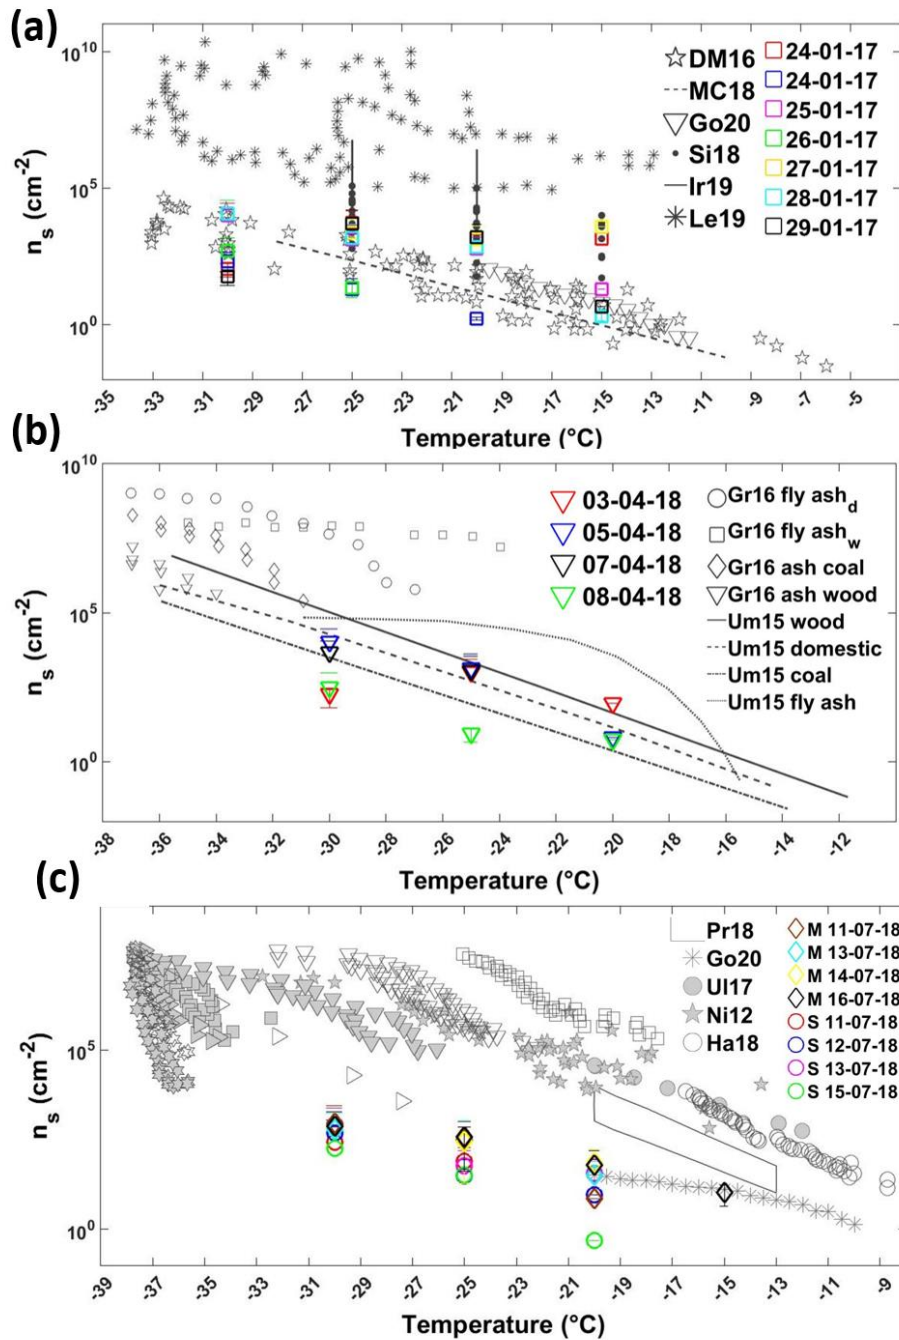 (a)
10^10
10^5
10^0
n_s (cm^-2)
DM16
MC18
Go20
Si18
Ir19
Le19
24-01-17
24-01-17
25-01-17
26-01-17
27-01-17
28-01-17
29-01-17
-35 -33 -31 -29 -27 -25 -23 -21 -19 -17 -15 -13 -11 -9 -7 -5
Temperature (°C)
(b)
10^10
10^5
10^0
n_s (cm^-2)
03-04-18
05-04-18
07-04-18
08-04-18
Gr16 fly ash_d
Gr16 fly ash_w
Gr16 ash coal
Gr16 ash wood
Um15 wood
Um15 domestic
Um15 coal
Um15 fly ash
-38 -36 -34 -32 -30 -28 -26 -24 -22 -20 -18 -16 -14 -12
Temperature (°C)
(c)
10^5
10^0
n_s (cm^-2)
Pr18
Go20
Ul17
Ni12
Ha18
M 11-07-18
M 13-07-18
M 14-07-18
M 16-07-18
S 11-07-18
S 12-07-18
S 13-07-18
S 15-07-18
-39 -37 -35 -33 -31 -29 -27 -25 -23 -21 -19 -18 -15 -13 -11 -9
Temperature (°C)